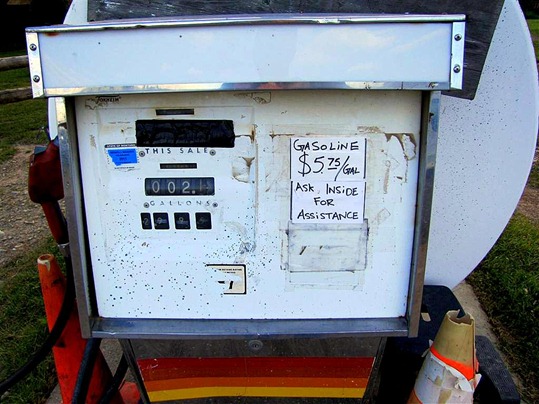 THIS SALE
002.1
GALLONS
GASOLINE
$5.75/GAL
ASK INSIDE
FOR
ASSISTANCE